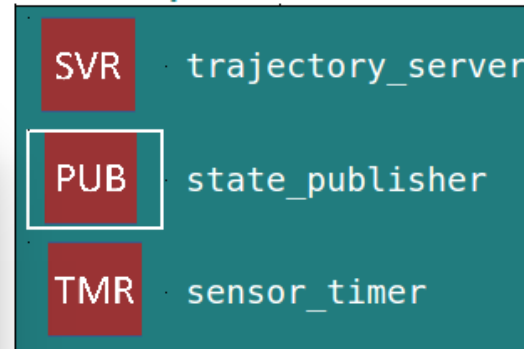 SVR trajectory_server
PUB state_publisher
TMR sensor_timer